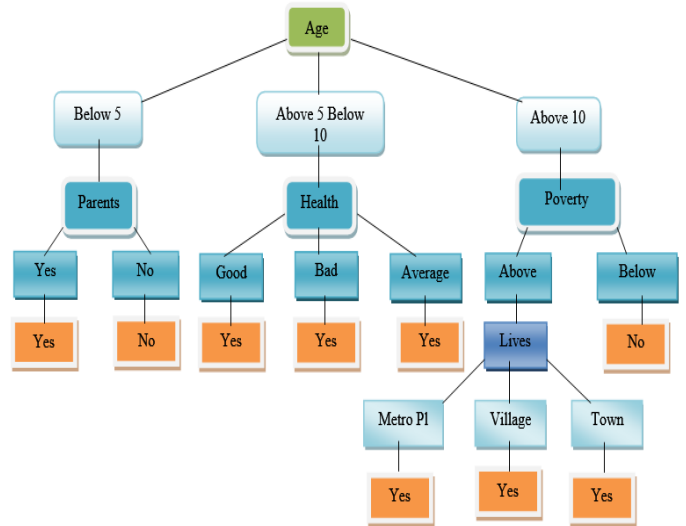 Age
Below 5
Above 5 Below
10
Above 10
Parents
Health
Poverty
Yes
No
Good
Bad
Average
Above
Below
Yes
No
Yes
Yes
Yes
Lives
No
Metro Pl
Village
Town
Yes
Yes
Yes